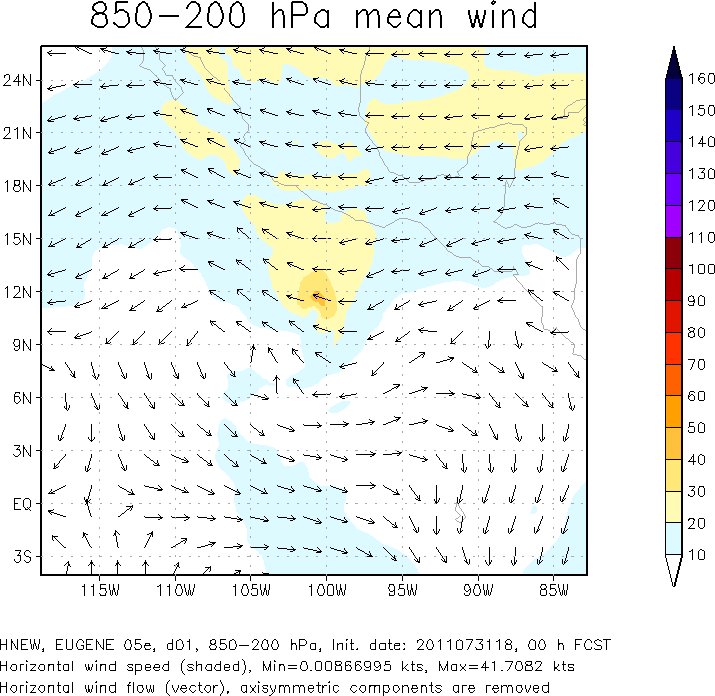 850-200 hPa mean wind
24N
21N
18N
15N
12N
9N
6N
3N
EQ
3S
115W 110W 105W 100W 95W 90W 85W
160
150
140
130
120
110
100
90
80
70
60
50
40
30
20
10
HNEW, EUGENE 05e, d01, 850-200 hPa, Init. date: 2011073118, 00 h FCST
Horizontal wind speed (shaded), Min=0.00866995 kts, Max=41.7082 kts
Horizontal wind flow (vector), axisymmetric components are removed